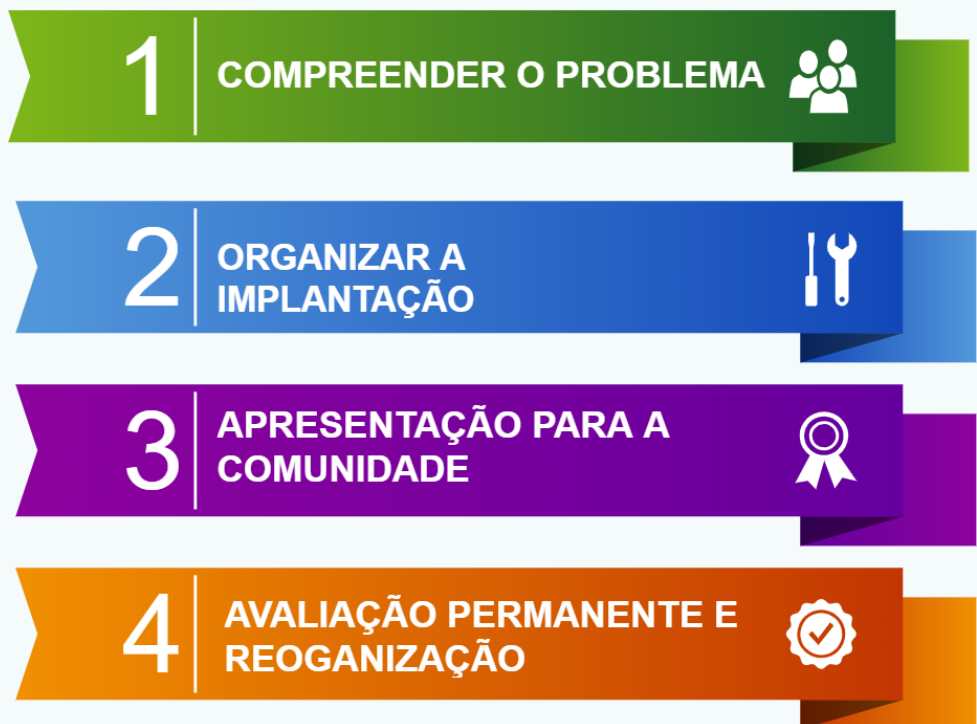 1
COMPREENDER O PROBLEMA
2
ORGANIZAR A
IMPLANTAÇÃO
3
APRESENTAÇÃO PARA A
COMUNIDADE
4
AVALIAÇÃO PERMANENTE E
REOGANIZAÇÃO